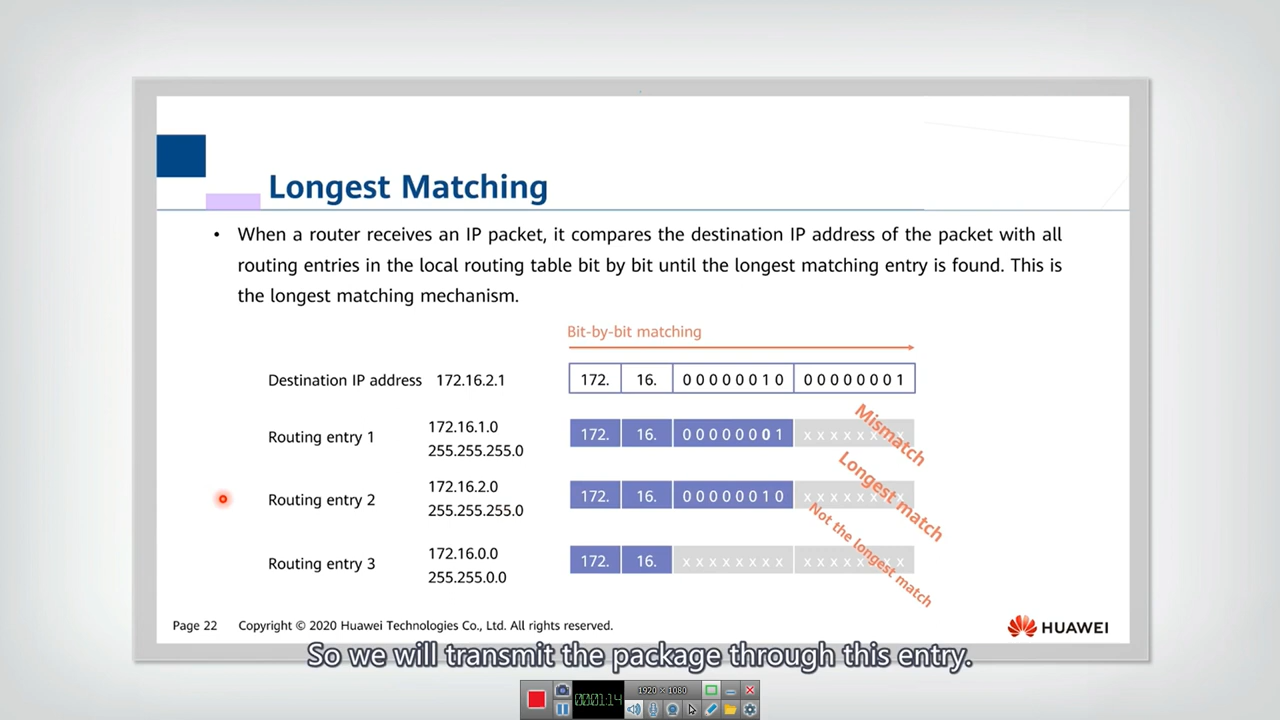 Longest Matching
• When a router receives an IP packet, it compares the destination IP address of the packet with all
routing entries in the local routing table bit by bit until the longest matching entry is found. This is
the longest matching mechanism.
Bit-by-bit matching
Destination IP address 172.16.2.1 172. 16. 0 0 0 0 0 0 1 0 0 0 0 0 0 0 0 1
Mismatch
Routing entry 1 172.16.1.0 172. 16. 0 0 0 0 0 0 0 1 x x x x x x x
255.255.255.0
Longest match
Routing entry 2 172.16.2.0 172. 16. 0 0 0 0 0 0 1 0 x x x x x x x
255.255.255.0
Not the longest match
Routing entry 3 172.16.0.0 172. 16. x x x x x x x x x x x x x x x x
255.255.0.0
Page 22 Copyright © 2020 Huawei Technologies Co., Ltd. All rights reserved.
HUAWEI
So we will transmit the package through this entry.
00:01:14
1920 × 1080